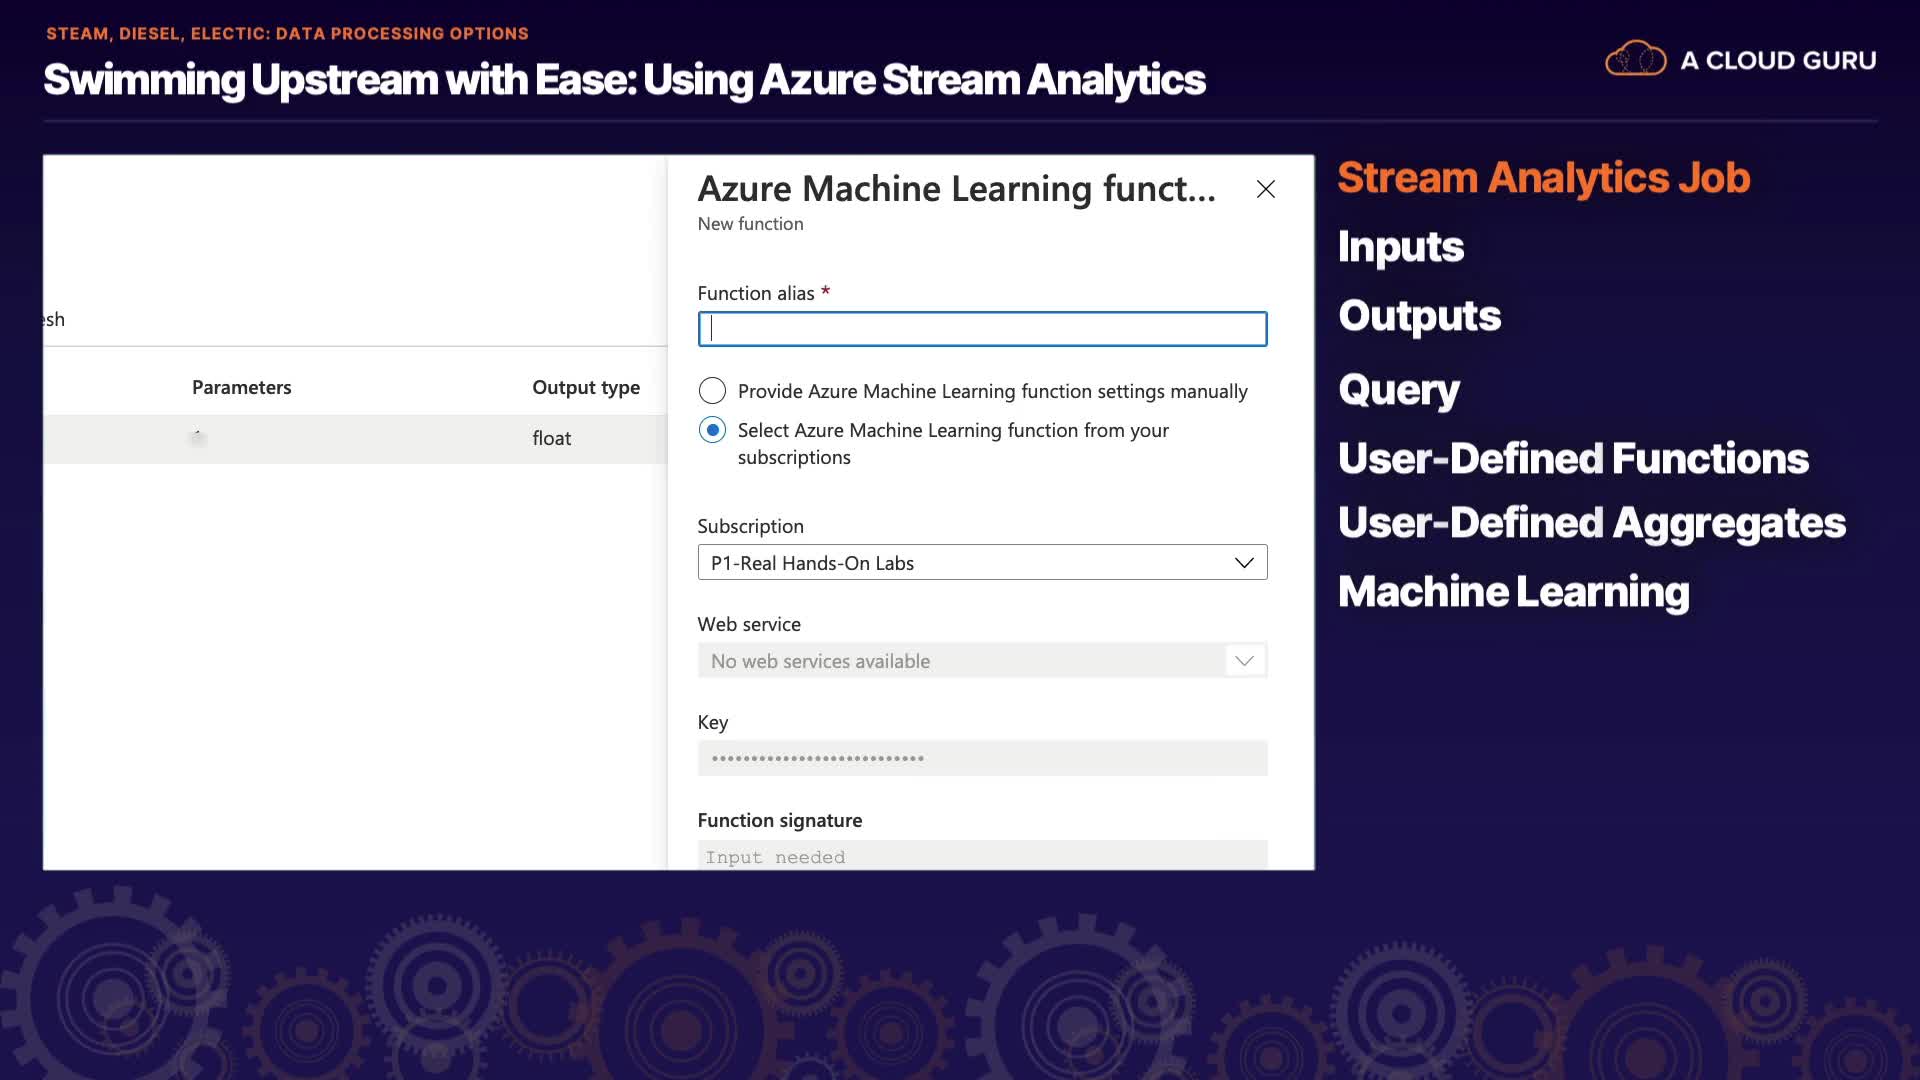 STEAM, DIESEL, ELECTIC: DATA PROCESSING OPTIONS
Swimming Upstream with Ease: Using Azure Stream Analytics
A CLOUD GURU
esh
Parameters Output type
float
Azure Machine Learning funct...
New function
Function alias *
Provide Azure Machine Learning function settings manually
Select Azure Machine Learning function from your
subscriptions
Subscription
P1-Real Hands-On Labs
Web service
No web services available
Key
•••••••••••••••••••••••••••
Function signature
Input needed
Stream Analytics Job
Inputs
Outputs
Query
User-Defined Functions
User-Defined Aggregates
Machine Learning